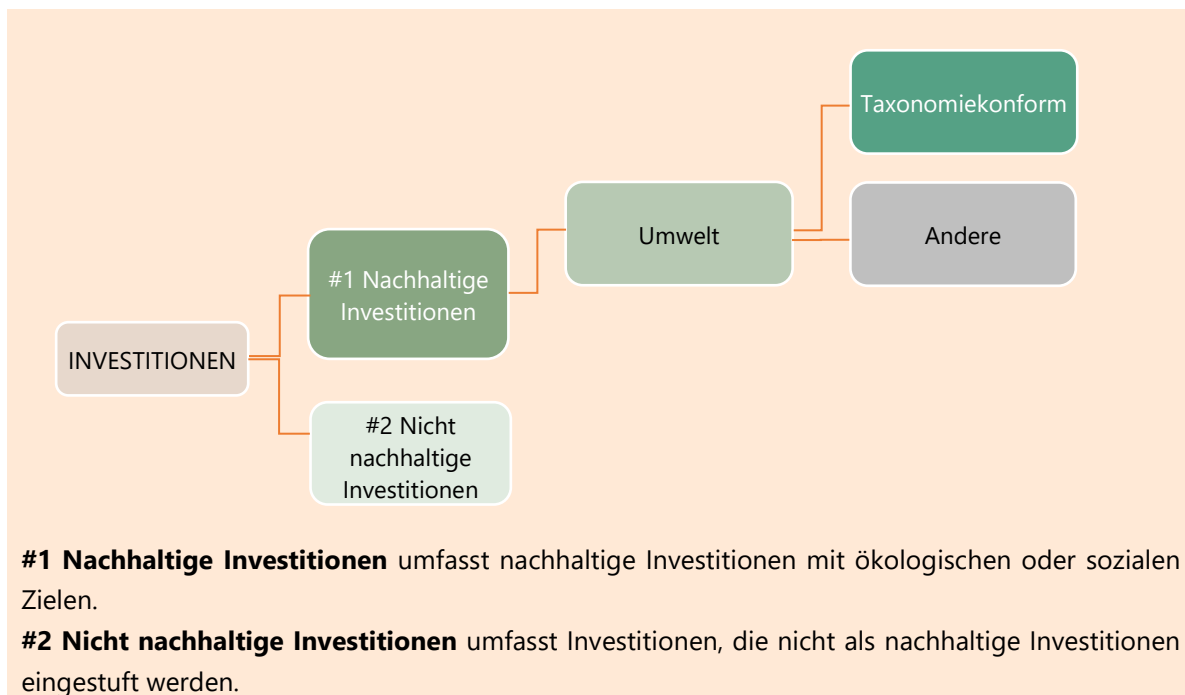 Taxonomiekonform
Umwelt
Andere
#1 Nachhaltige
Investitionen
INVESTITIONEN
#2 Nicht
nachhaltige
Investitionen
#1 Nachhaltige Investitionen umfasst nachhaltige Investitionen mit ökologischen oder sozialen
Zielen.
#2 Nicht nachhaltige Investitionen umfasst Investitionen, die nicht als nachhaltige Investitionen
eingestuft werden.